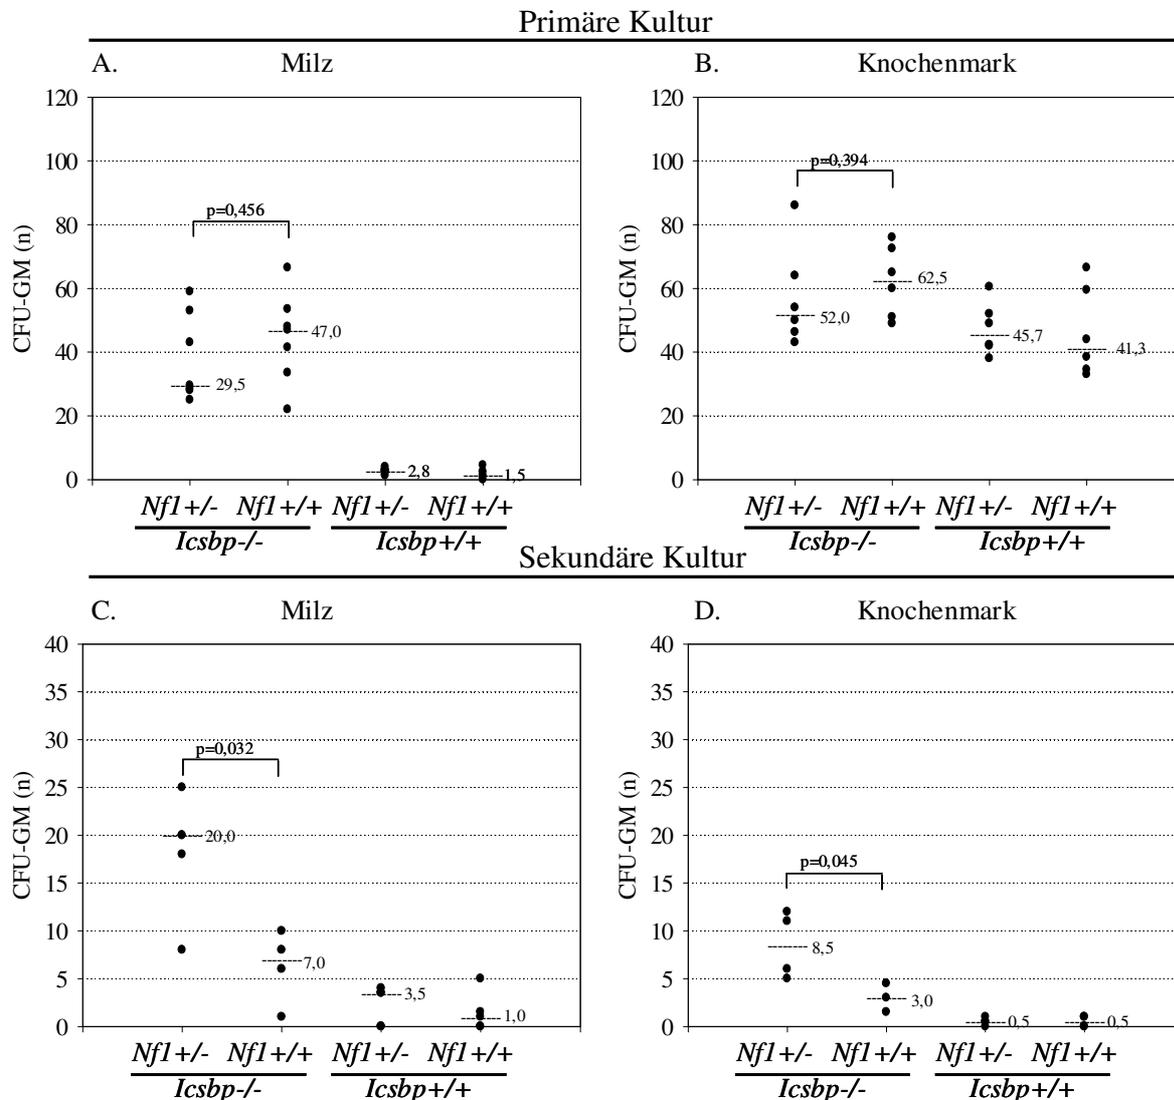 Primäre Kultur
A. Milz
B. Knochenmark
CFU-GM (n)
120
100
80
60
40
20
0
p=0,456
29,5
47,0
2,8
1,5
Nf1+/- Nf1+/+ Nf1+/- Nf1+/+
Icsbp-/- Icsbp+/+
CFU-GM (n)
120
100
80
60
40
20
0
p=0,394
52,0
62,5
45,7
41,3
Nf1+/- Nf1+/+ Nf1+/- Nf1+/+
Icsbp-/- Icsbp+/+
Sekundäre Kultur
C. Milz
D. Knochenmark
CFU-GM (n)
40
35
30
25
20
15
10
5
0
p=0,032
20,0
7,0
3,5
1,0
Nf1+/- Nf1+/+ Nf1+/- Nf1+/+
Icsbp-/- Icsbp+/+
CFU-GM (n)
40
35
30
25
20
15
10
5
0
p=0,045
8,5
3,0
0,5
0,5
Nf1+/- Nf1+/+ Nf1+/- Nf1+/+
Icsbp-/- Icsbp+/+